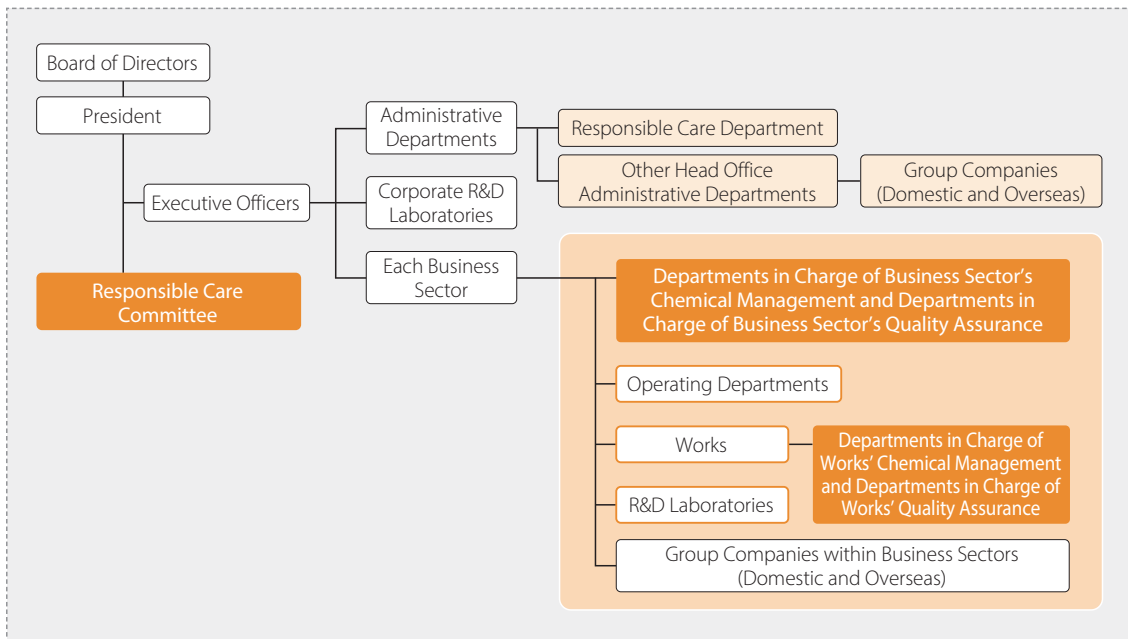 Board of Directors
President
Executive Officers
Responsible Care
Committee
Administrative
Departments
Corporate R&D
Laboratories
Each Business
Sector
Responsible Care Department
Other Head Office
Administrative Departments
Group Companies
(Domestic and Overseas)
Departments in Charge of Business Sector’s
Chemical Management and Departments in
Charge of Business Sector’s Quality Assurance
Operating Departments
Works
Departments in Charge of
Works’ Chemical Management
and Departments in Charge of
Works’ Quality Assurance
R&D Laboratories
Group Companies within Business Sectors
(Domestic and Overseas)